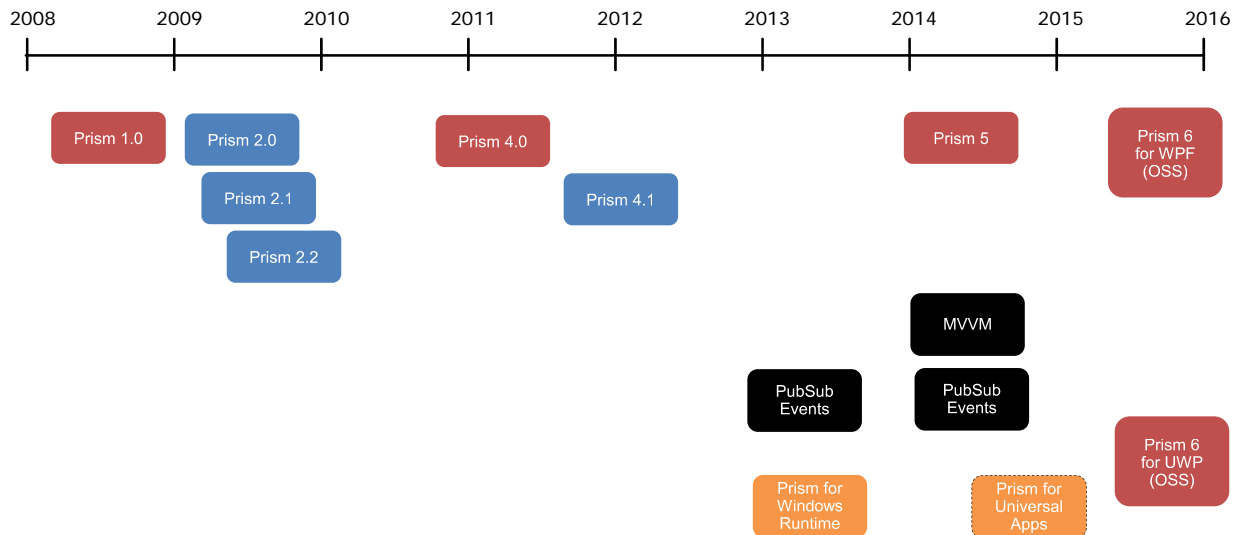 2008 2009 2010 2011 2012 2013 2014 2015 2016
Prism 1.0
Prism 2.0
Prism 4.0
Prism 5
Prism 6
for WPF
(OSS)
Prism 2.1
Prism 4.1
Prism 2.2
MVVM
PubSub
Events
PubSub
Events
Prism 6
for UWP
(OSS)
Prism for
Windows
Runtime
Prism for
Universal
Apps